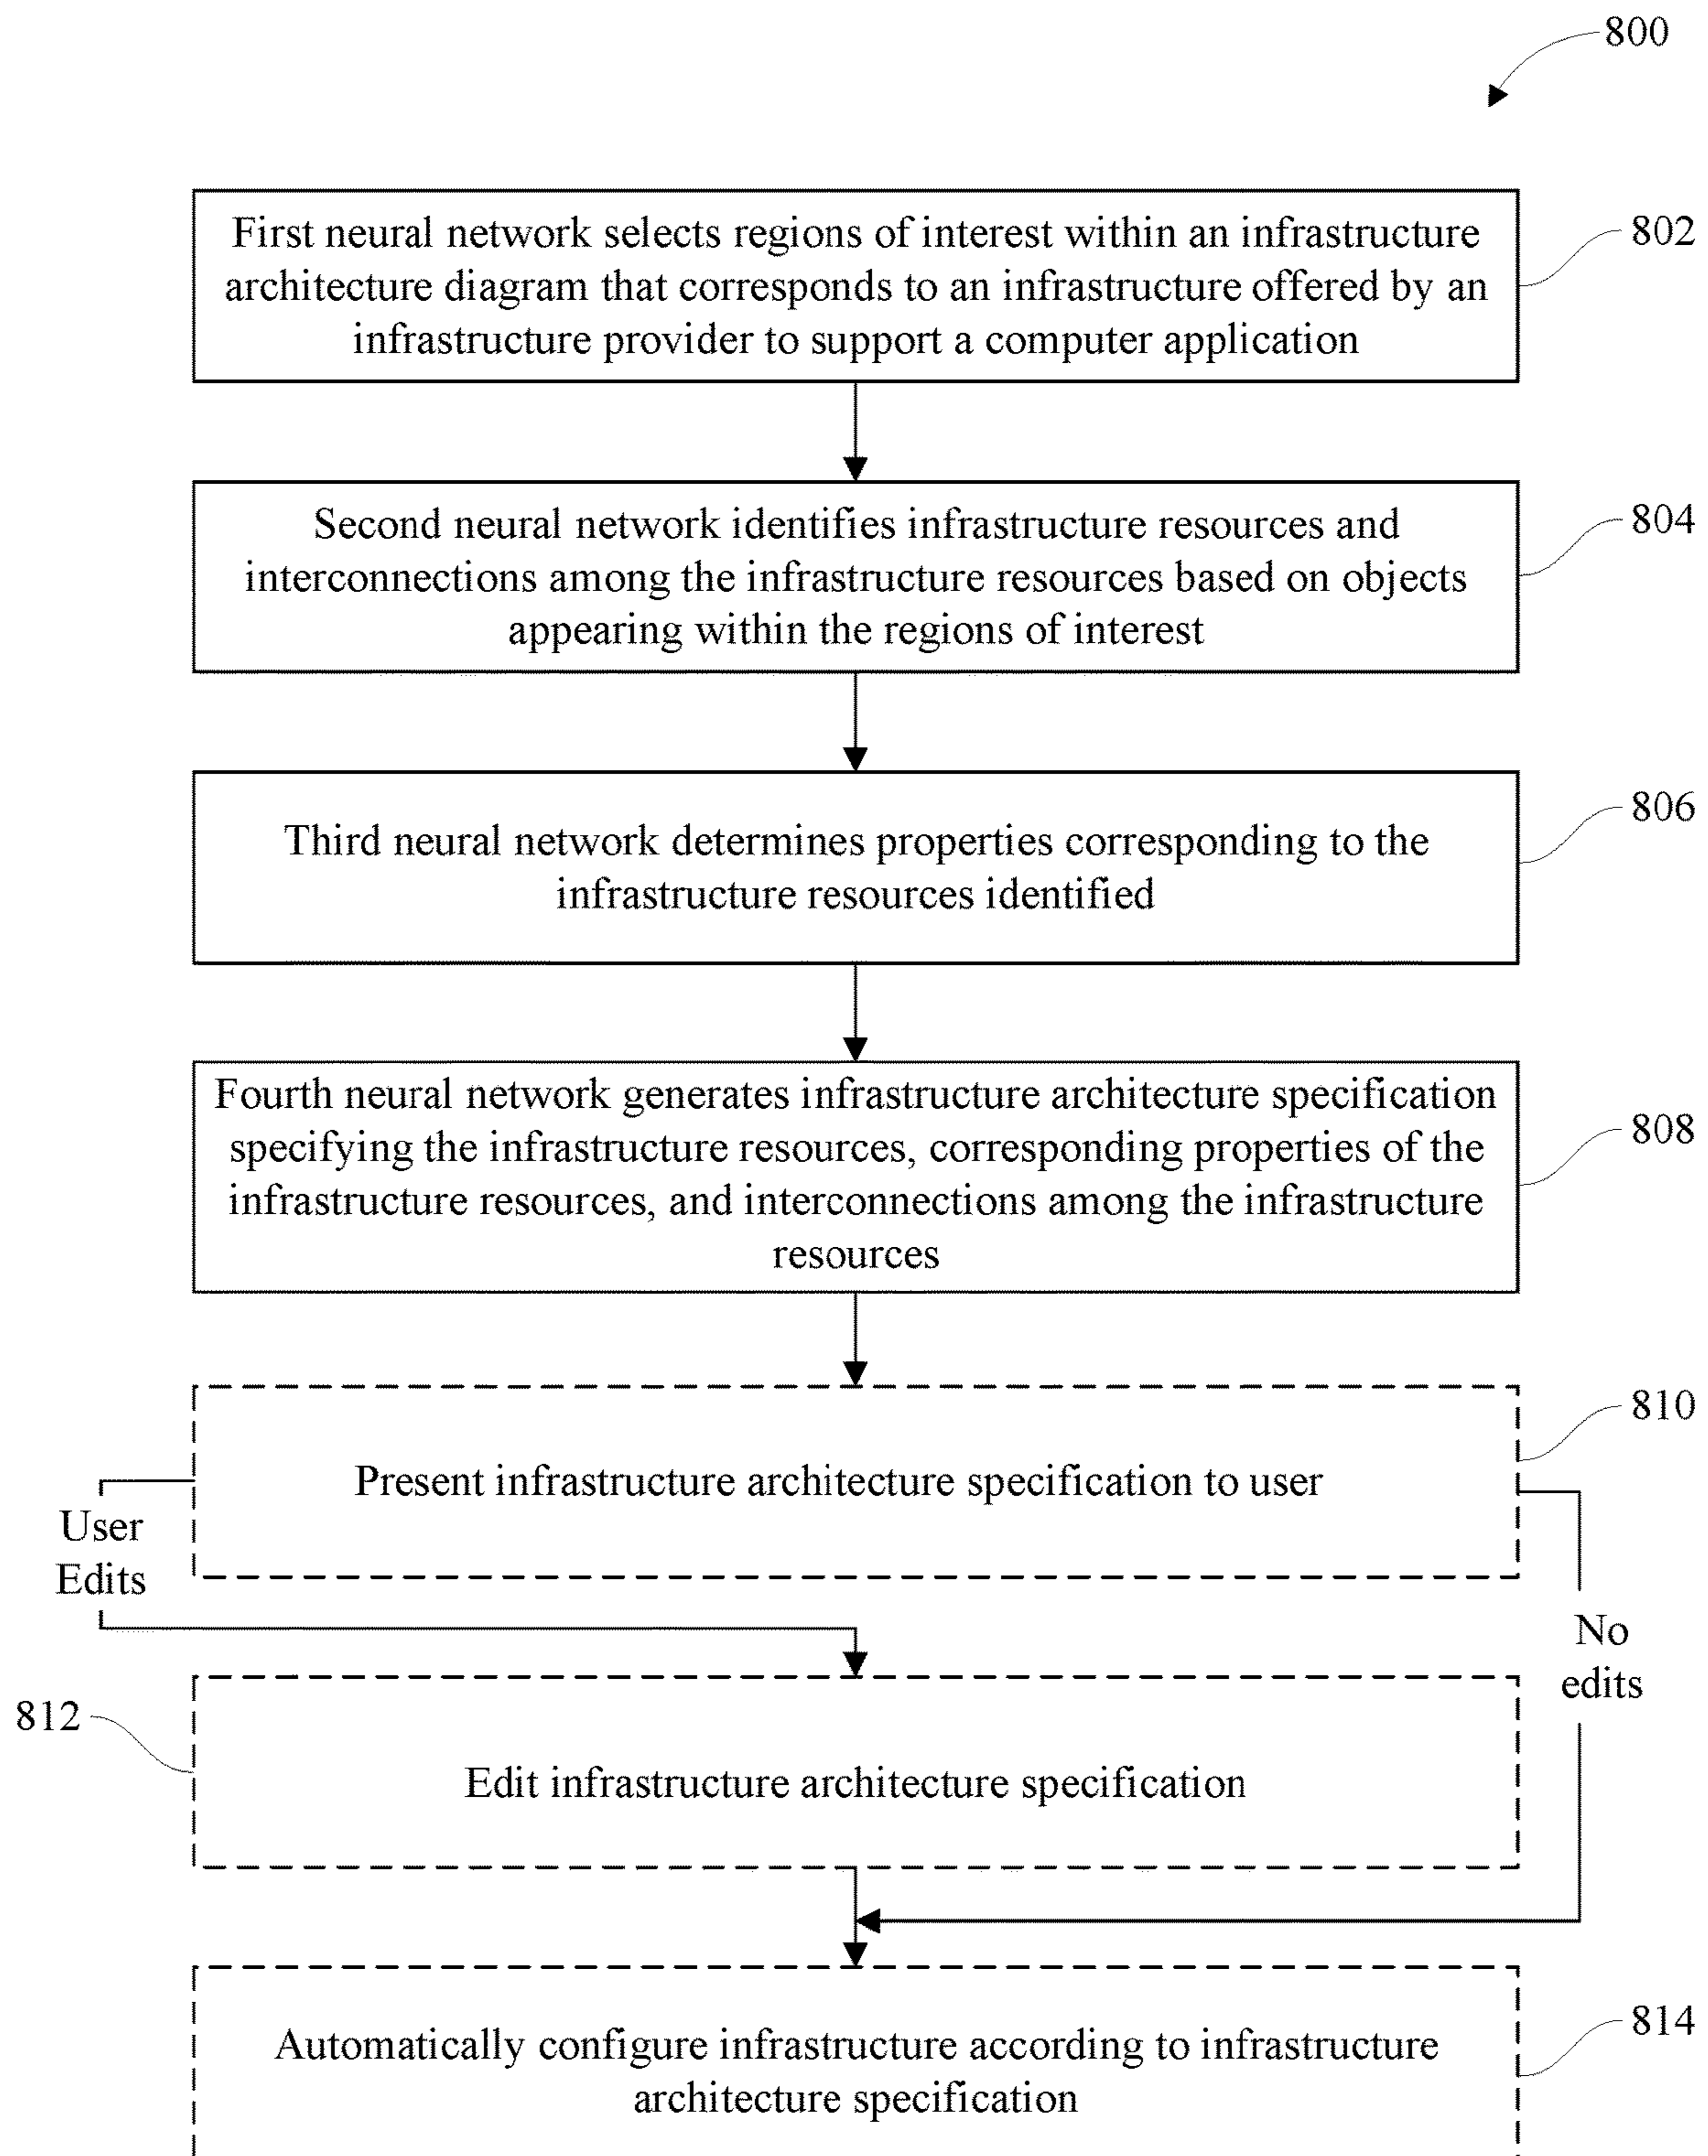 800
First neural network selects regions of interest within an infrastructure
architecture diagram that corresponds to an infrastructure offered by an
infrastructure provider to support a computer application
802
Second neural network identifies infrastructure resources and
interconnections among the infrastructure resources based on objects
appearing within the regions of interest
804
Third neural network determines properties corresponding to the
infrastructure resources identified
806
Fourth neural network generates infrastructure architecture specification
specifying the infrastructure resources, corresponding properties of the
infrastructure resources, and interconnections among the infrastructure
resources
808
Present infrastructure architecture specification to user
810
User
Edits
No
edits
812
Edit infrastructure architecture specification
Automatically configure infrastructure according to infrastructure
architecture specification
814